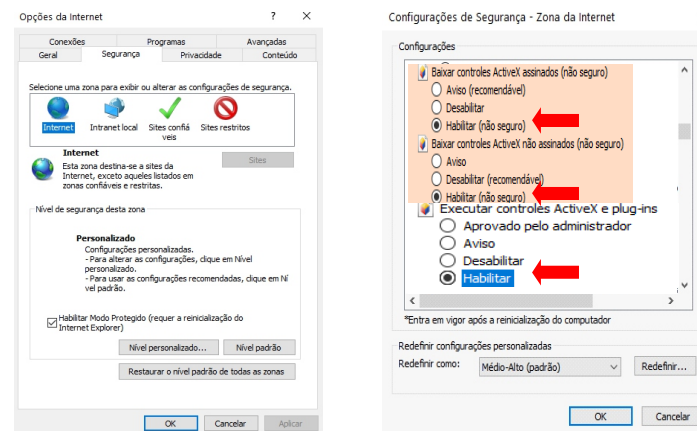 Opções da Internet
?
Conexões Programas Avançadas
Geral Segurança Privacidade Conteúdo
Selecione uma zona para exibir ou alterar as configurações de segurança.
Internet Intranet local Sites confiá Sites restritos
veis
Internet
Esta zona destina-se a sites da
Internet, exceto aqueles listados em
zonas confiáveis e restritas.
Sites
Nível de segurança desta zona
Personalizado
Configurações personalizadas.
- Para alterar as configurações, clique em Nível
personalizado.
- Para usar as configurações recomendadas, clique em Ní
vel padrão.
Habilitar Modo Protegido (requer a reinicialização do
Internet Explorer)
Nível personalizado... Nível padrão
Restaurar o nível padrão de todas as zonas
OK Cancelar Aplicar
Configurações de Segurança - Zona da Internet
Configurações
Baixar controles ActiveX assinados (não seguro)
Aviso (recomendável)
Desabilitar
Habilitar (não seguro)
Baixar controles ActiveX não assinados (não seguro)
Aviso
Desabilitar (recomendável)
Habilitar (não seguro)
Executar controles ActiveX e plug-ins
Aprovado pelo administrador
Aviso
Desabilitar
Habilitar
*Entra em vigor após a reinicialização do computador
Redefinir configurações personalizadas
Redefinir como: Médio-Alto (padrão) Redefinir...
OK Cancelar